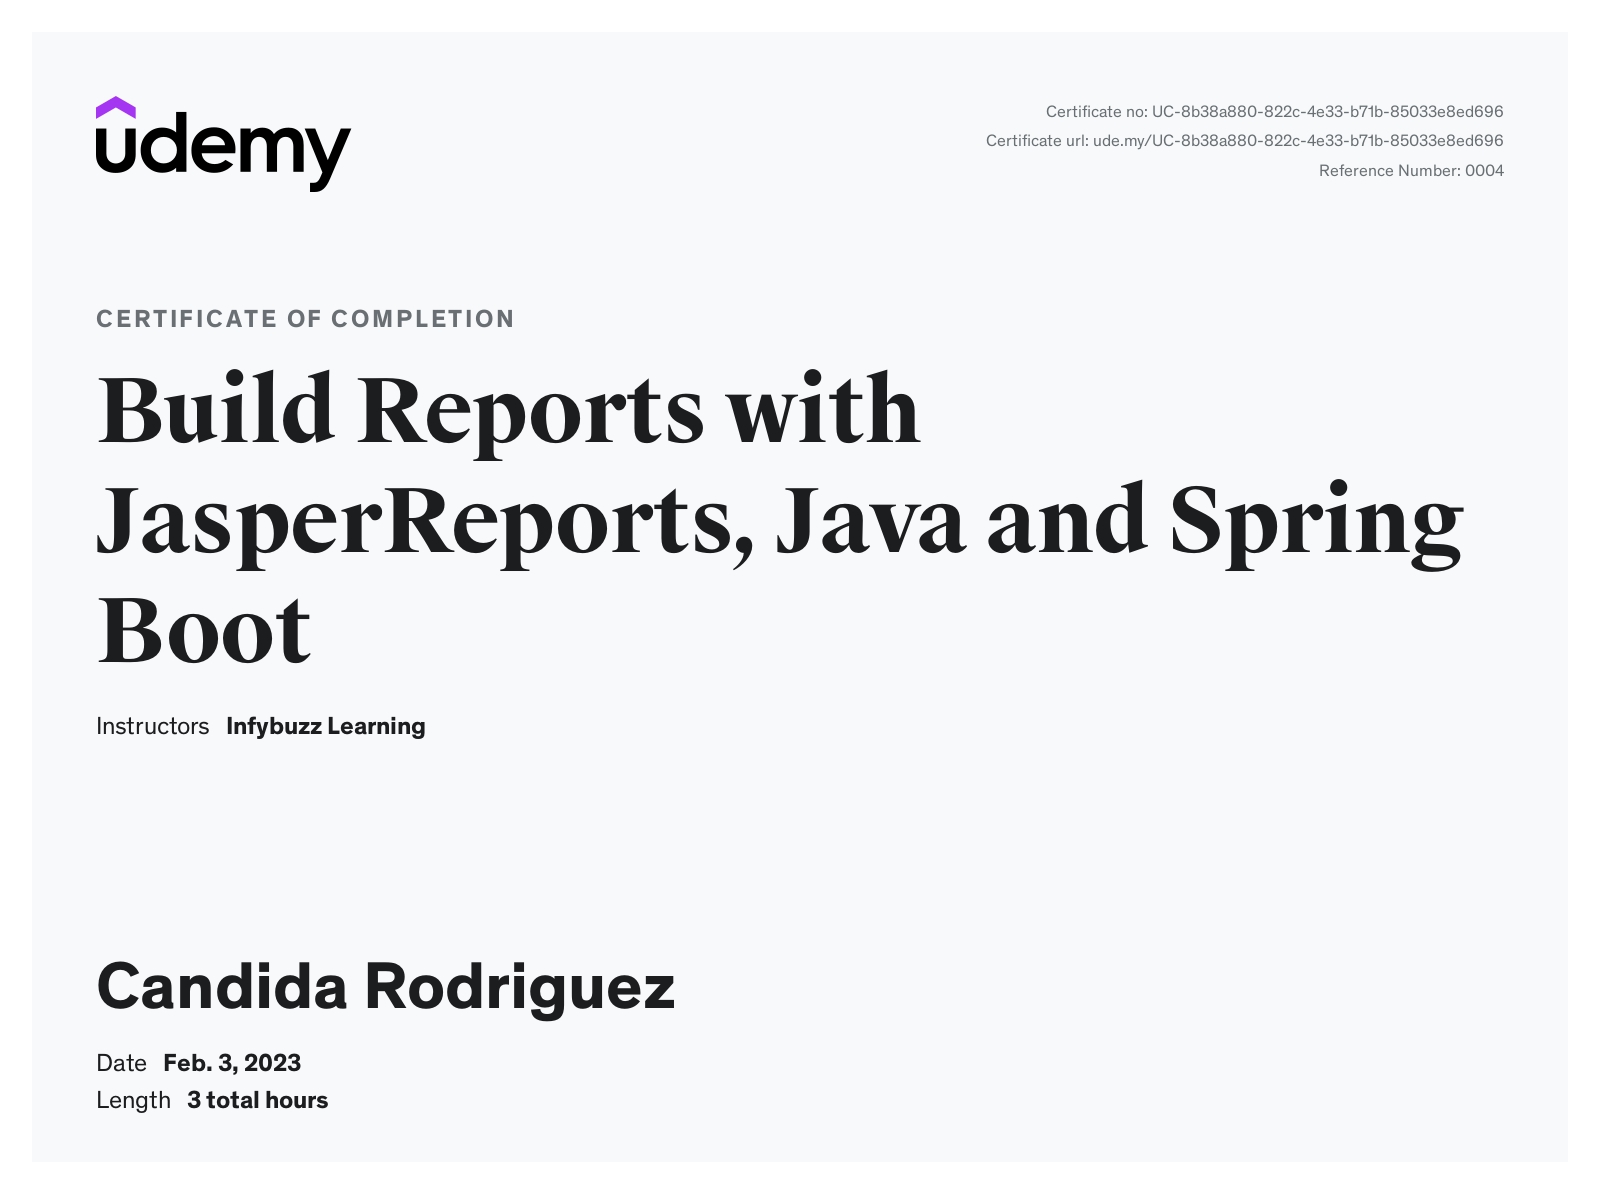 udemy
Certificate no: UC-8b38a880-822c-4e33-b71b-85033e8ed696
Certificate url: ude.my/UC-8b38a880-822c-4e33-b71b-85033e8ed696
Reference Number: 0004
CERTIFICATE OF COMPLETION
Build Reports with
JasperReports, Java and Spring
Boot
Instructors Infybuzz Learning
Candida Rodriguez
Date Feb. 3, 2023
Length 3 total hours